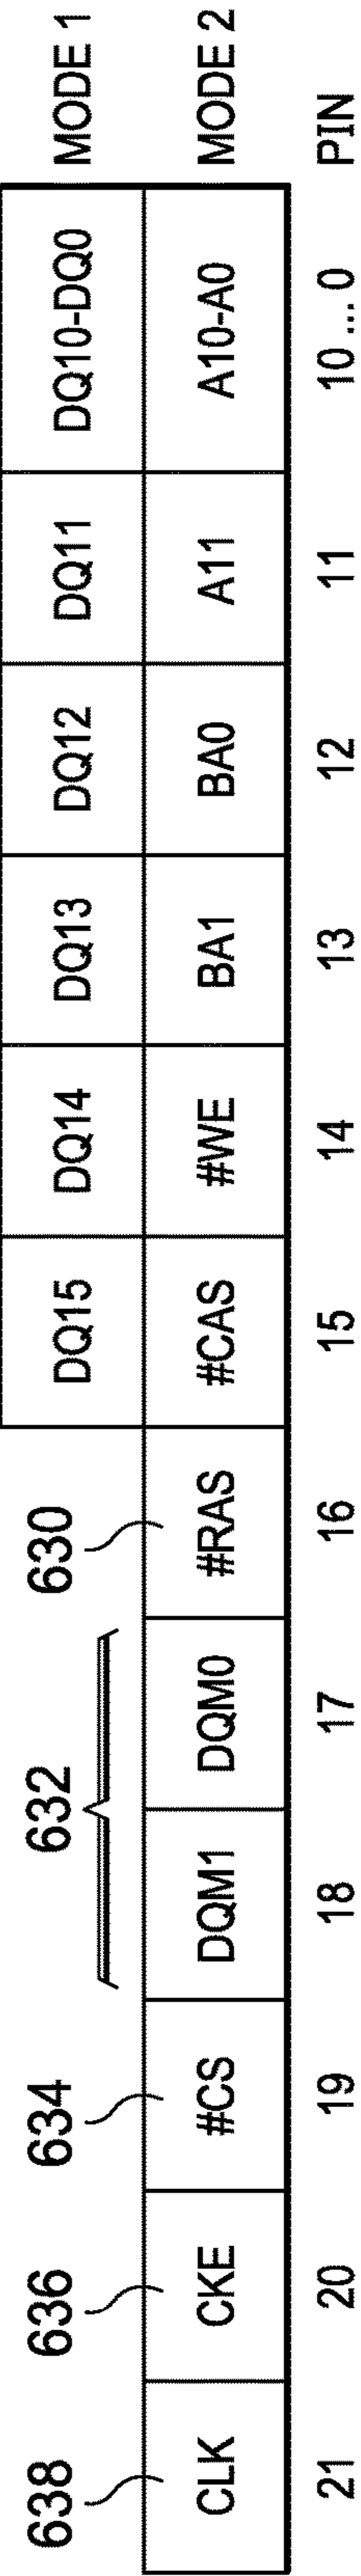 638 636 634 632 630
DQ15 DQ14 DQ13 DQ12 DQ11 DQ10-DQ0 MODE 1
CLK CKE #CS DQM1 DQM0 #RAS #CAS #WE BA1 BA0 A11 A10-A0 MODE 2
21 20 19 18 17 16 15 14 13 12 11 10 ... 0 PIN